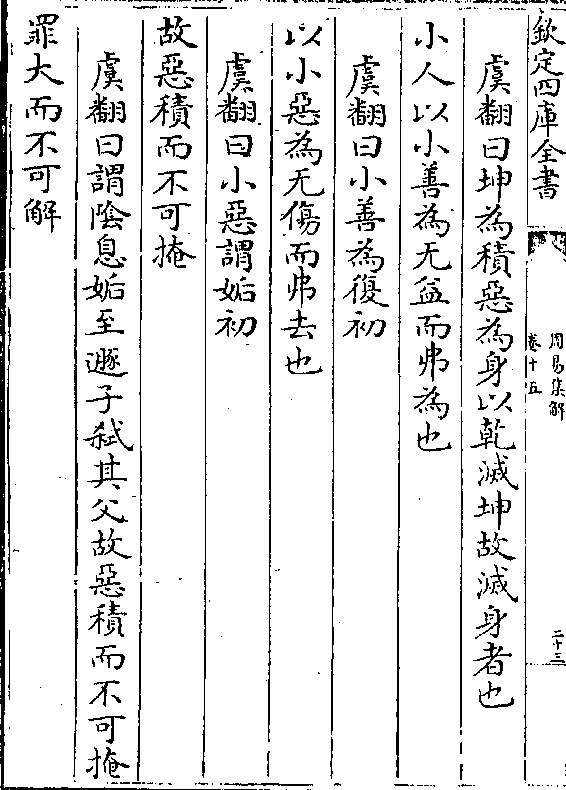 欽定四庫全書
周易集解
卷十五
二十三
虞翻曰坤為積惡為身以乾滅坤故滅身者也
小人以小善為无益而弗為也
虞翻曰小善為復初
以小惡為无傷而弗去也
虞翻曰小惡謂姤初
故惡積而不可掩
虞翻曰謂陰息姤至遯子弑其父故惡積而不可掩
罪大而不可解